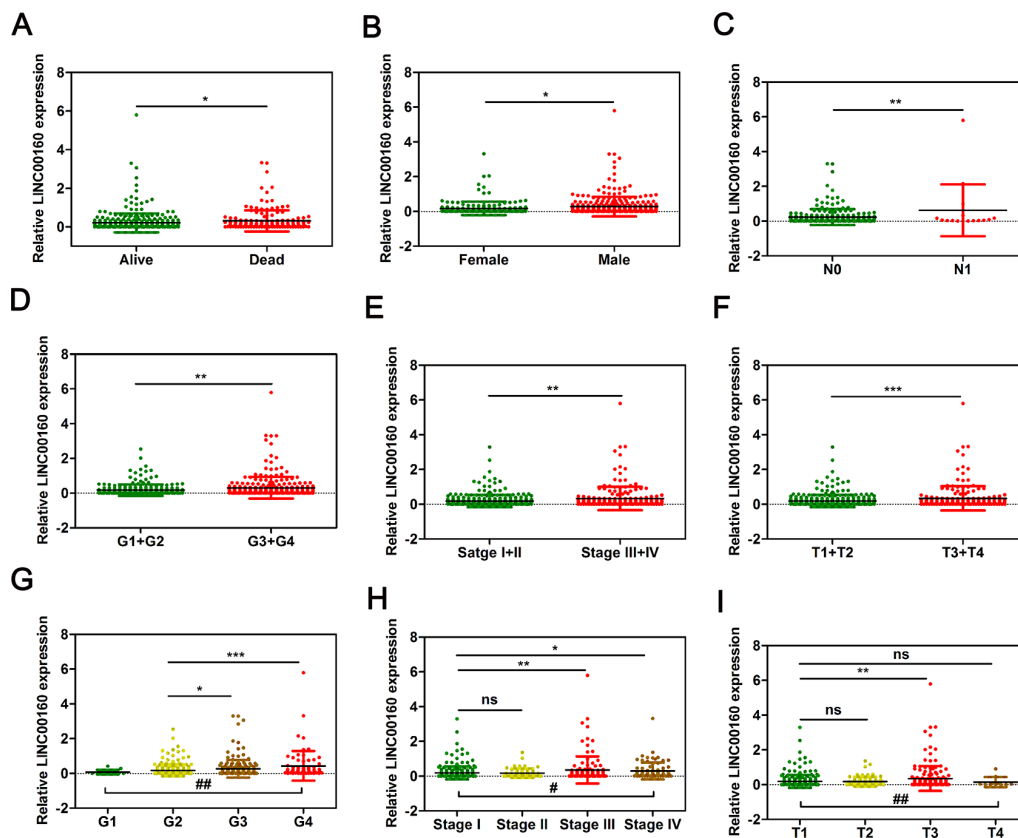 A
Relative LINC00160 expression
8
6
4
2
0
-2
*
Alive
Dead
B
Relative LINC00160 expression
8
6
4
2
0
-2
*
Female
Male
C
Relative LINC00160 expression
8
6
4
2
0
-2
**
N0
N1
D
Relative LINC00160 expression
8
6
4
2
0
-2
**
G1+G2
G3+G4
E
Relative LINC00160 expression
8
6
4
2
0
-2
**
Satge I+II
Stage III+IV
F
Relative LINC00160 expression
8
6
4
2
0
-2
***
T1+T2
T3+T4
G
Relative LINC00160 expression
8
6
4
2
0
-2
***
*
##
G1
G2
G3
G4
H
Relative LINC00160 expression
8
6
4
2
0
-2
*
**
ns
#
Stage I
Stage II
Stage III
Stage IV
I
Relative LINC00160 expression
8
6
4
2
0
-2
ns
**
ns
##
T1
T2
T3
T4